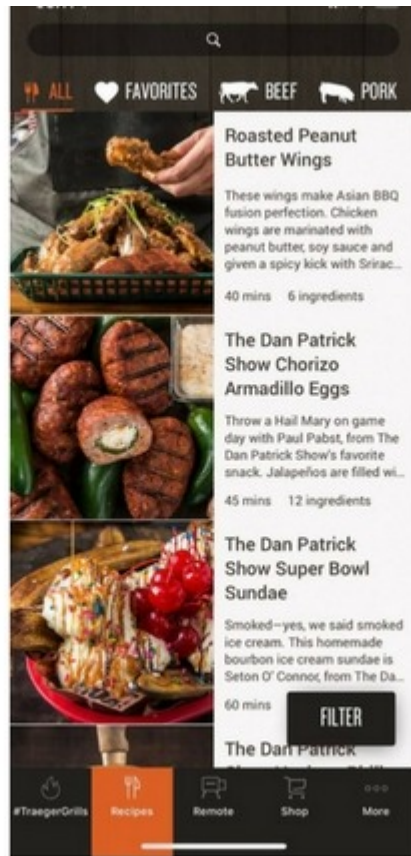 ALL FAVORITES BEEF PORK
Roasted Peanut
Butter Wings
These wings make Asian BBQ
fusion perfection. Chicken
wings are marinated with
peanut butter, soy sauce and
given a spicy kick with Srirac...
40 mins 6 ingredients
The Dan Patrick
Show Chorizo
Armadillo Eggs
Throw a Hail Mary on game
day with Paul Pabst, from The
Dan Patrick Show's favorite
snack. Jalapeños are filled wi...
45 mins 12 ingredients
The Dan Patrick
Show Super Bowl
Sundae
Smoked—yes, we said smoked
ice cream. This homemade
bourbon ice cream sundae is
Seton O' Connor, from The Da...
60 mins
FILTER
The Dan Patrick
#TraegerGrills Recipes Remote Shop More